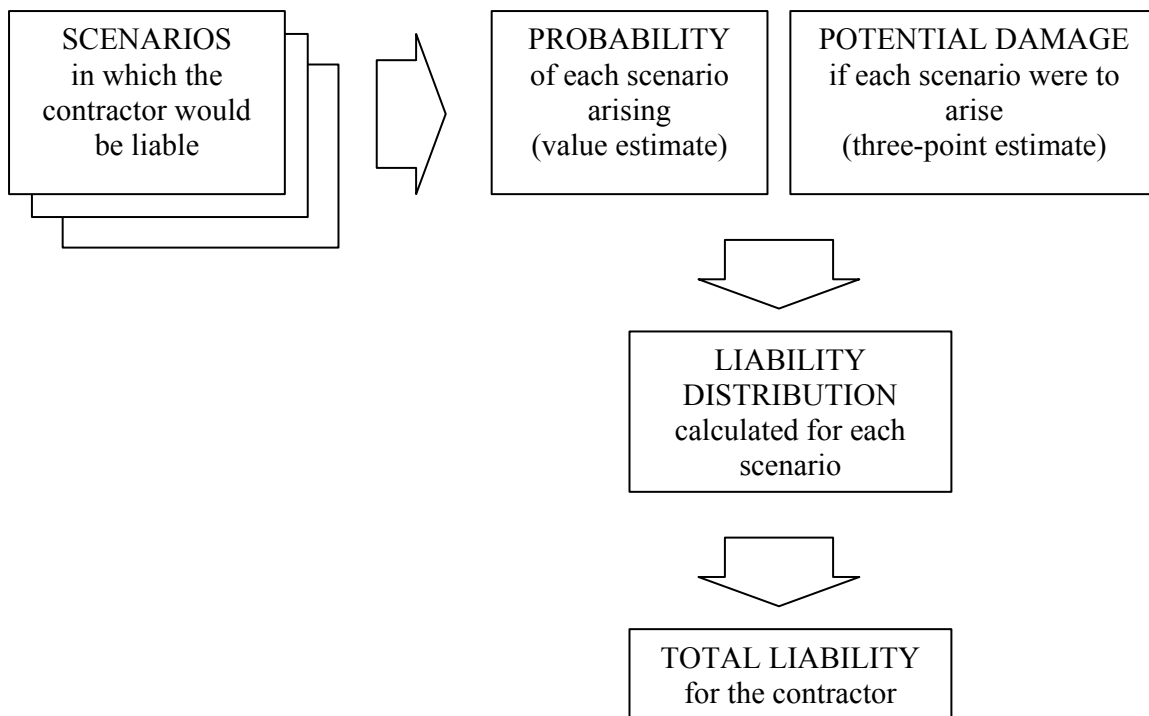 SCENARIOS
in which the
contractor would
be liable
PROBABILITY
of each scenario
arising
(value estimate)
POTENTIAL DAMAGE
if each scenario were to
arise
(three-point estimate)
LIABILITY
DISTRIBUTION
calculated for each
scenario
TOTAL LIABILITY
for the contractor